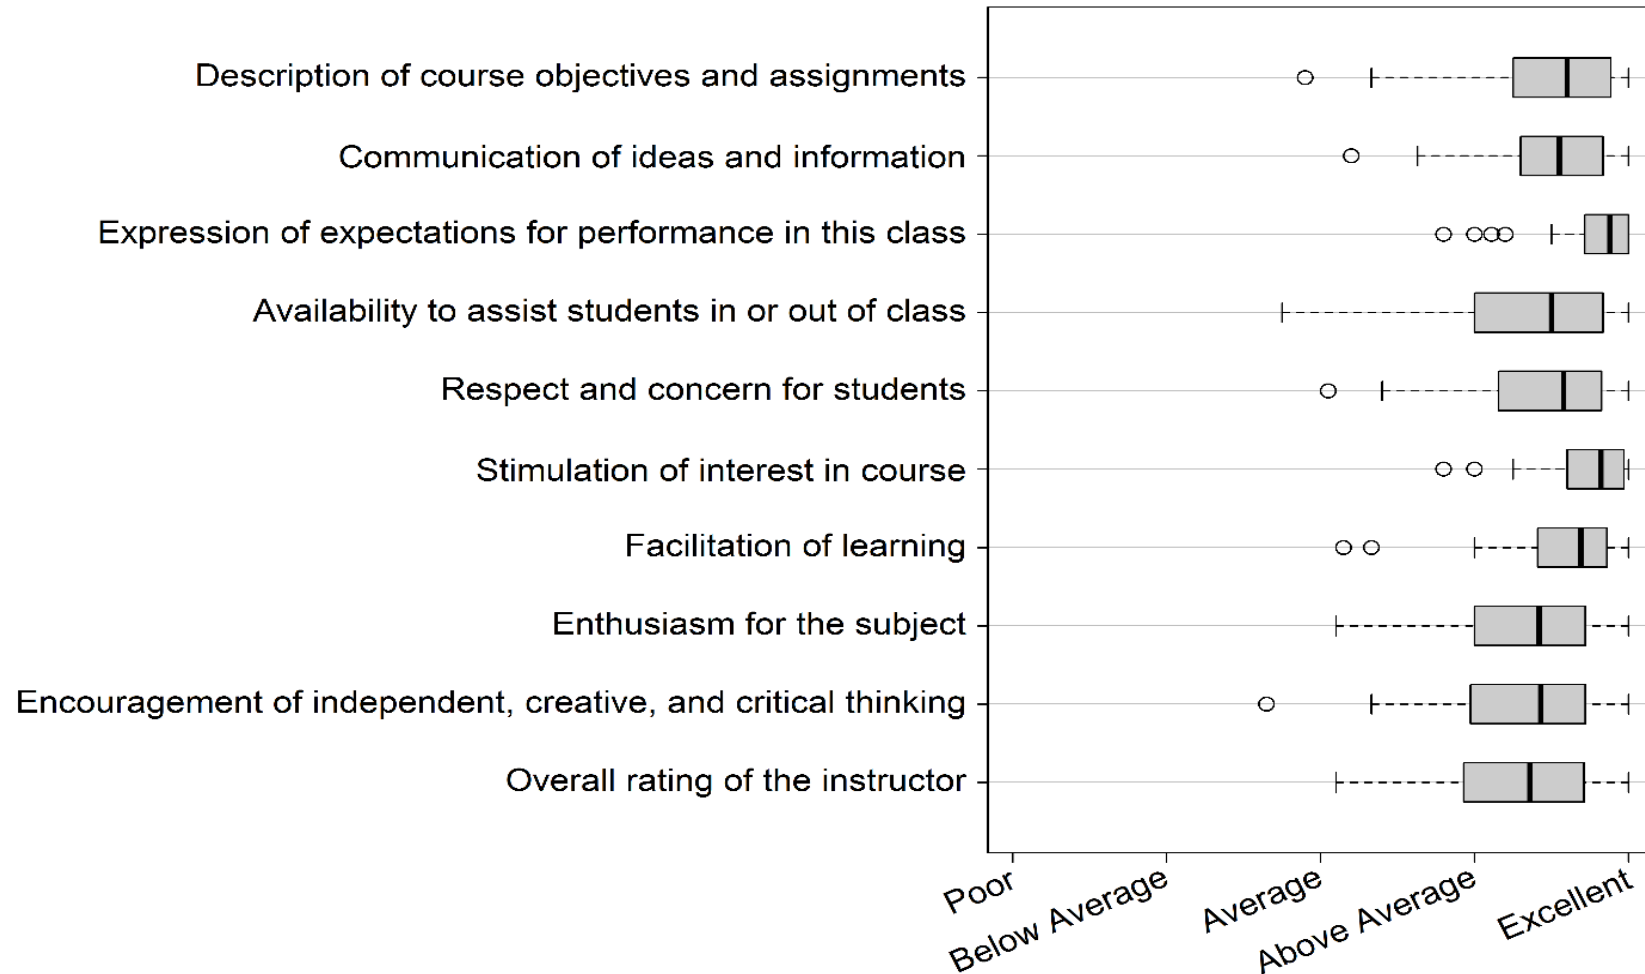 Description of course objectives and assignments
Communication of ideas and information
Expression of expectations for performance in this class
Availability to assist students in or out of class
Respect and concern for students
Stimulation of interest in course
Facilitation of learning
Enthusiasm for the subject
Encouragement of independent, creative, and critical thinking
Overall rating of the instructor
Poor
Below Average
Average
Above Average
Excellent